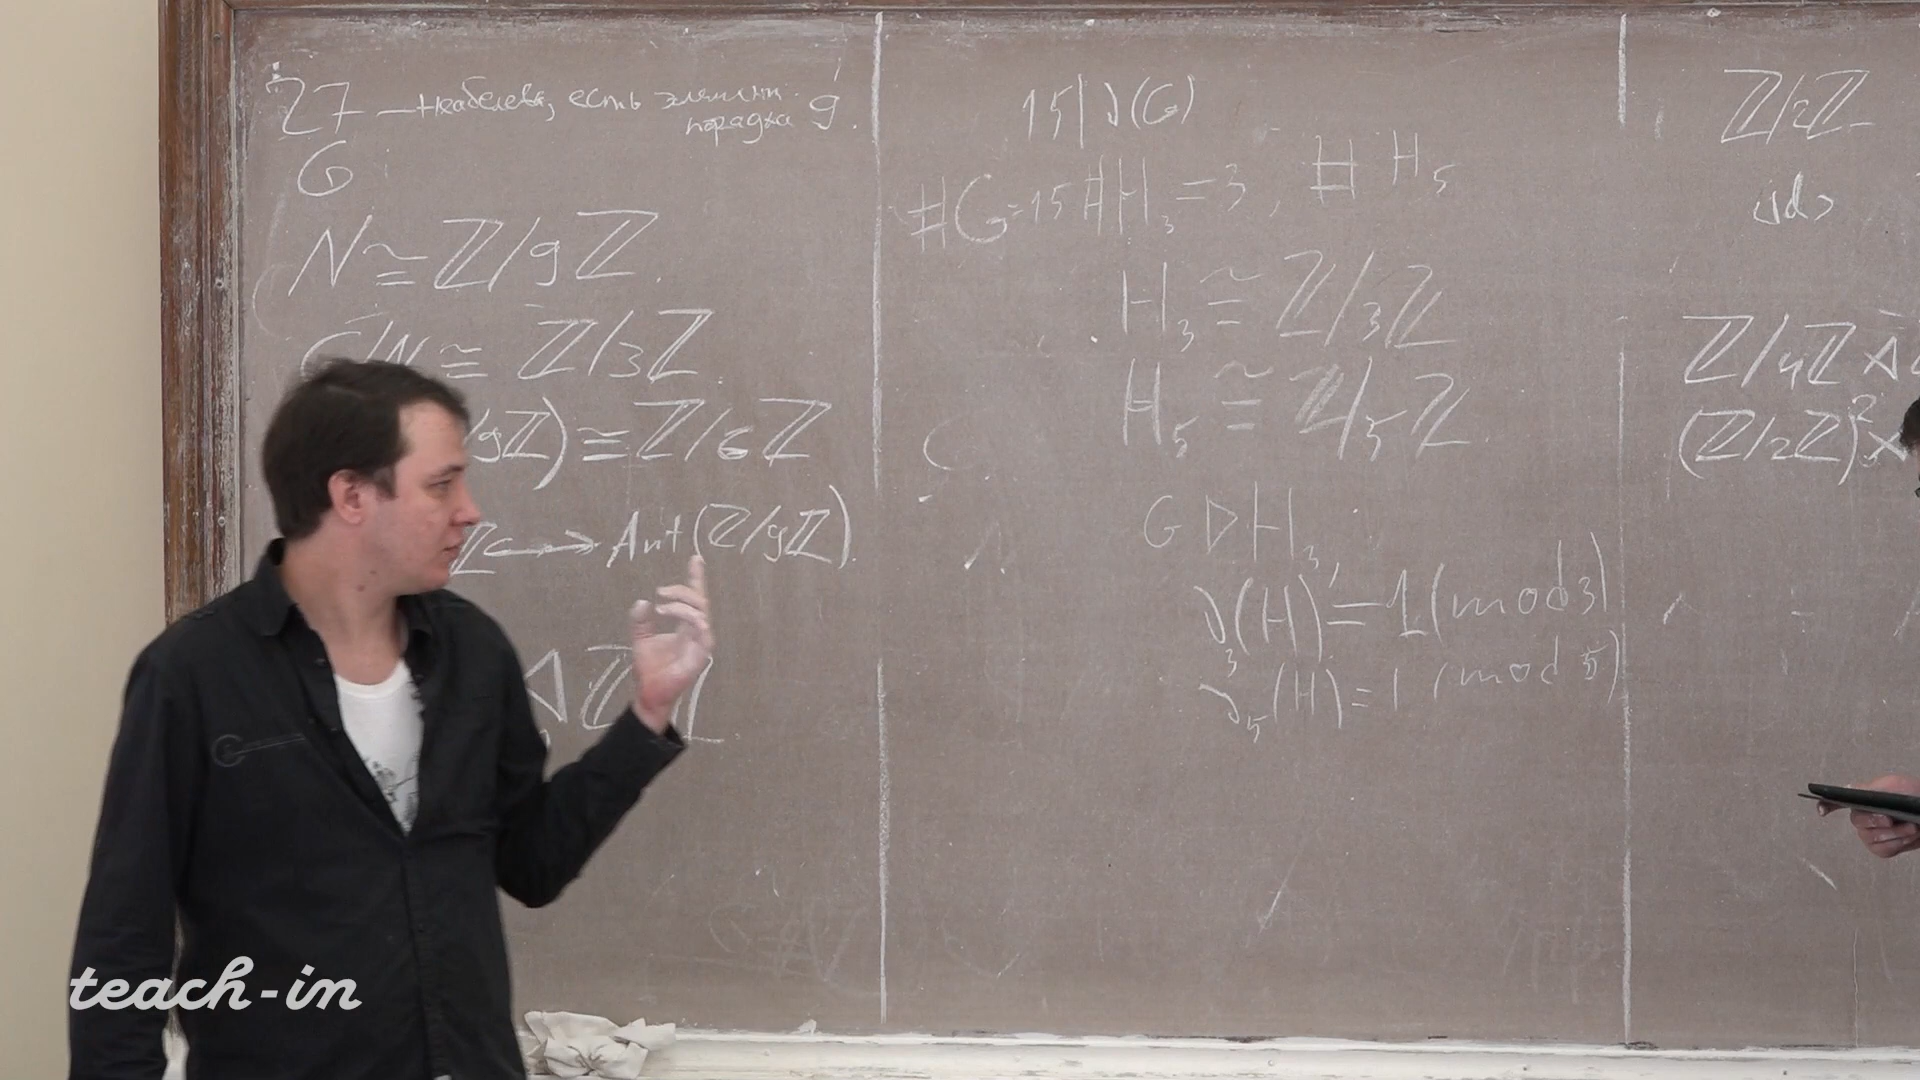 27 — неабелева, есть элемент
порядка 9.
G
N ≅ ℤ/9ℤ.
G/N ≅ ℤ/3ℤ.
/9ℤ) ≅ ℤ/6ℤ
ℤ ↪ Aut(ℤ/9ℤ).
15 | ν(G)
#G=15 #H₃ = 3, # H₅
H₃ ≅ ℤ/3ℤ
H₅ ≅ ℤ/5ℤ.
G ▷ H₃
ν₃(H) = 1 (mod 3)
ν₅(H) = 1 (mod 5)
ℤ/2ℤ
ℤ/4ℤ
(ℤ/2ℤ)² ⋊
teach-in